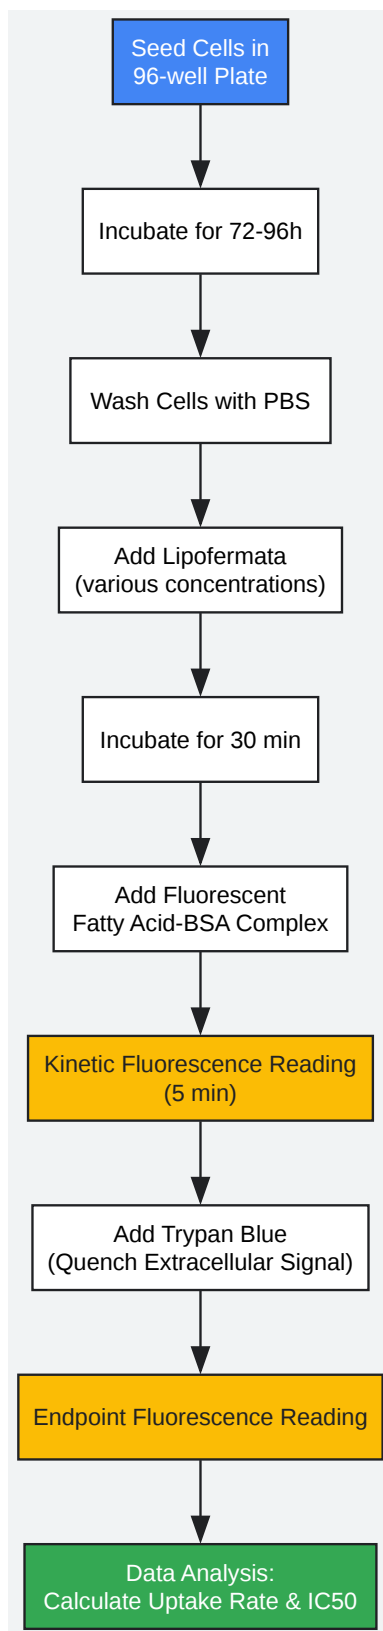 Seed Cells in
96-well Plate
Incubate for 72-96h
Wash Cells with PBS
Add Lipofermata
(various concentrations)
Incubate for 30 min
Add Fluorescent
Fatty Acid-BSA Complex
Kinetic Fluorescence Reading
(5 min)
Add Trypan Blue
(Quench Extracellular Signal)
Endpoint Fluorescence Reading
Data Analysis:
Calculate Uptake Rate & IC50